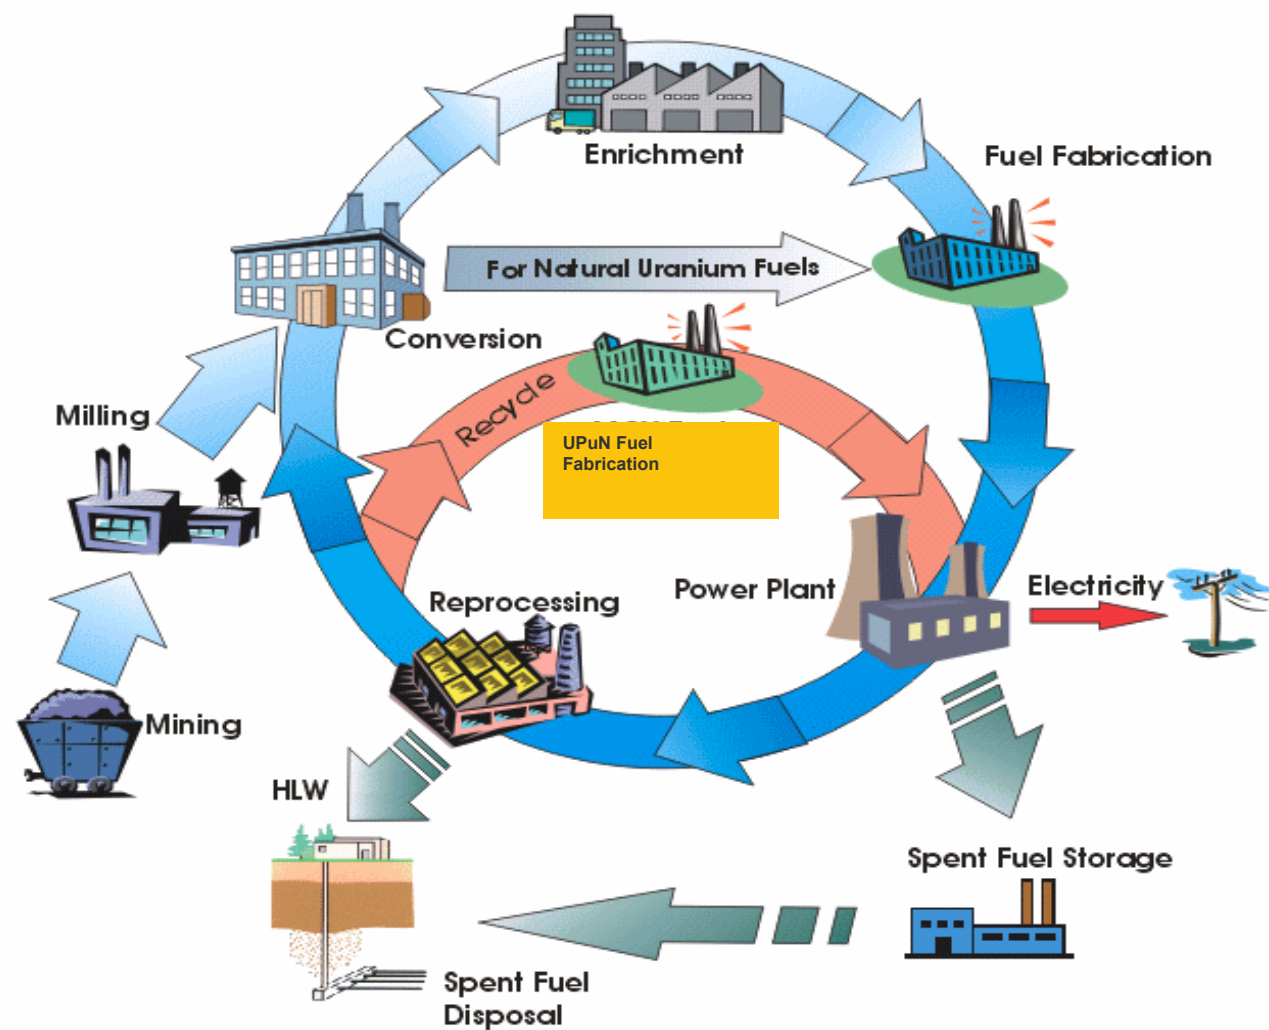 Enrichment
Fuel Fabrication
For Natural Uranium Fuels
Conversion
Recycle
Milling
UPuN Fuel
Fabrication
Power Plant
Electricity
Reprocessing
Mining
HLW
Spent Fuel Storage
Spent Fuel
Disposal